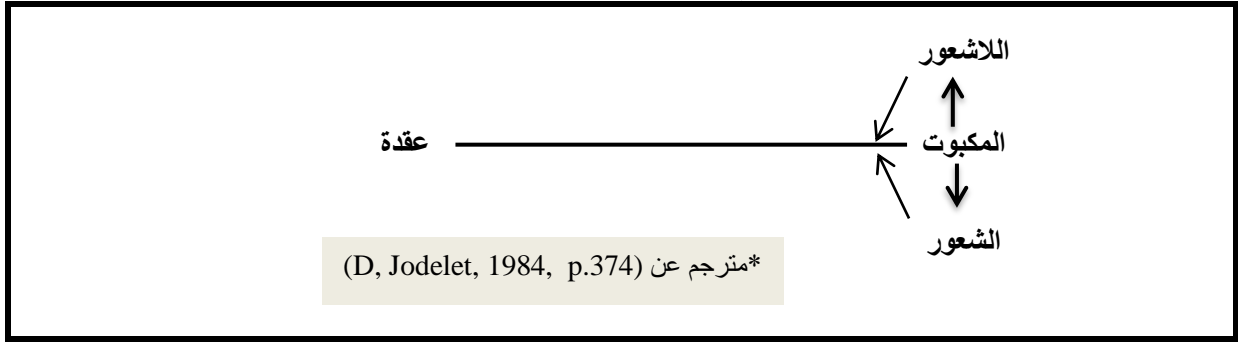 اللاشعور
المكبوت
عقدة
الشعور
*مترجم عن (D, Jodelet, 1984, p.374)